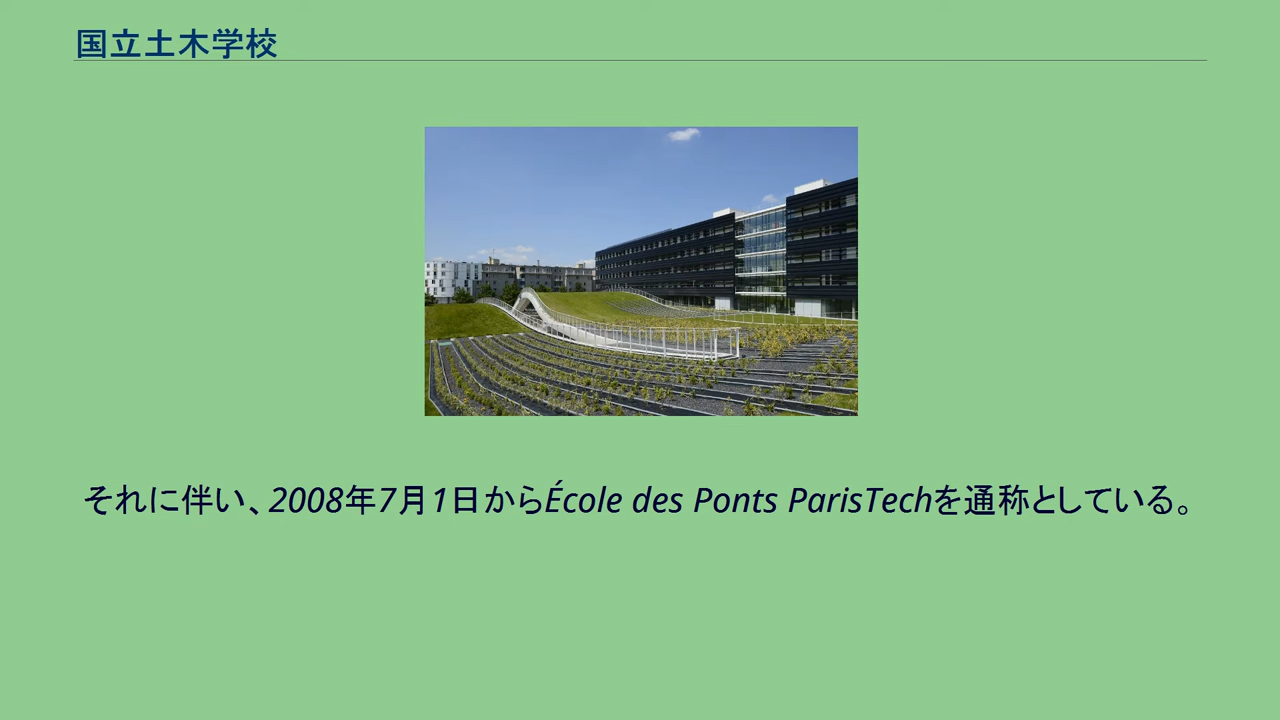 国立土木学校
それに伴い、2008年7月1日からÉcole des Ponts ParisTechを通称としている。